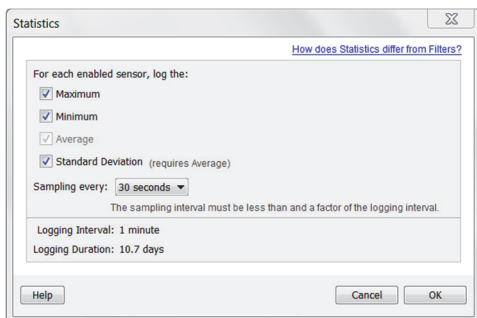 Statistics
How does Statistics differ from Filters?
For each enabled sensor, log the:
Maximum
Minimum
Average
Standard Deviation (requires Average)
Sampling every: 30 seconds
The sampling interval must be less than and a factor of the logging interval.
Logging Interval: 1 minute
Logging Duration: 10.7 days
Help Cancel OK